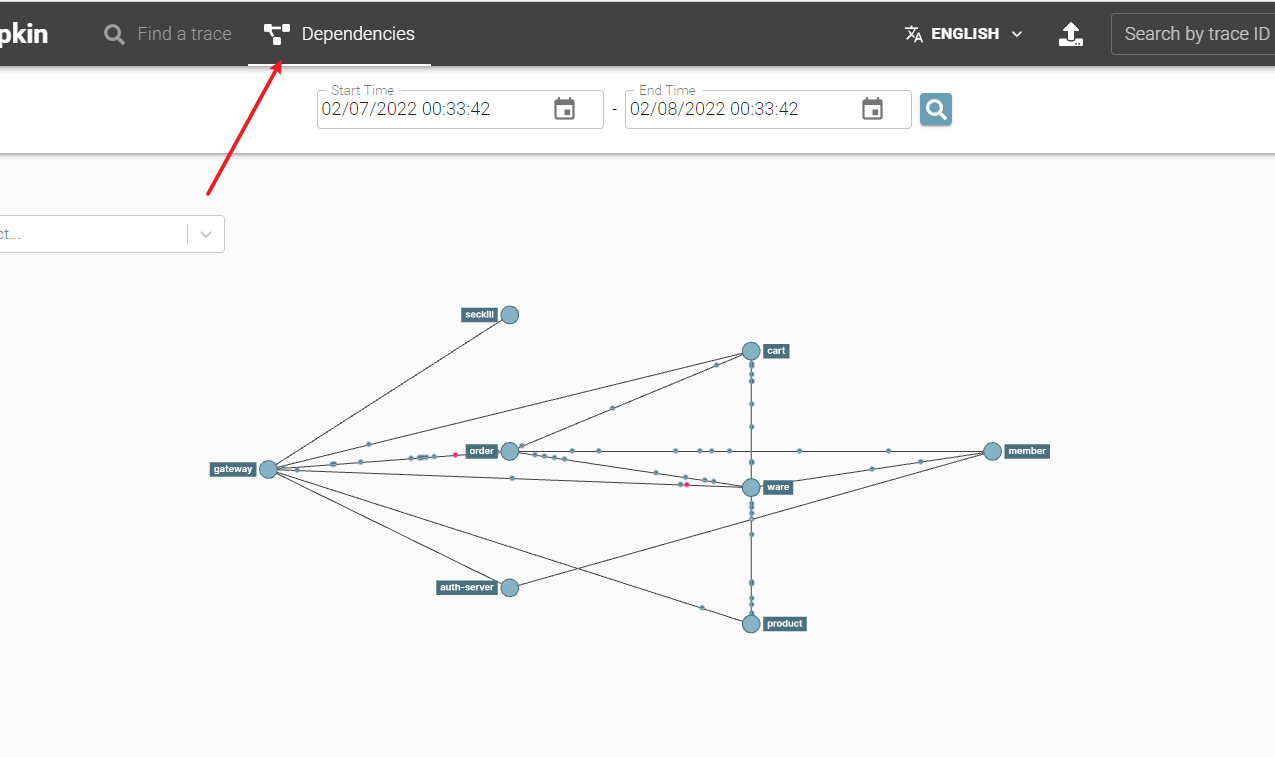 pkin
Find a trace
Dependencies
ENGLISH
Search by trace ID
Start Time
End Time
02/07/2022 00:33:42
-
02/08/2022 00:33:42
ct...
seckill
cart
order
member
gateway
ware
auth-server
product